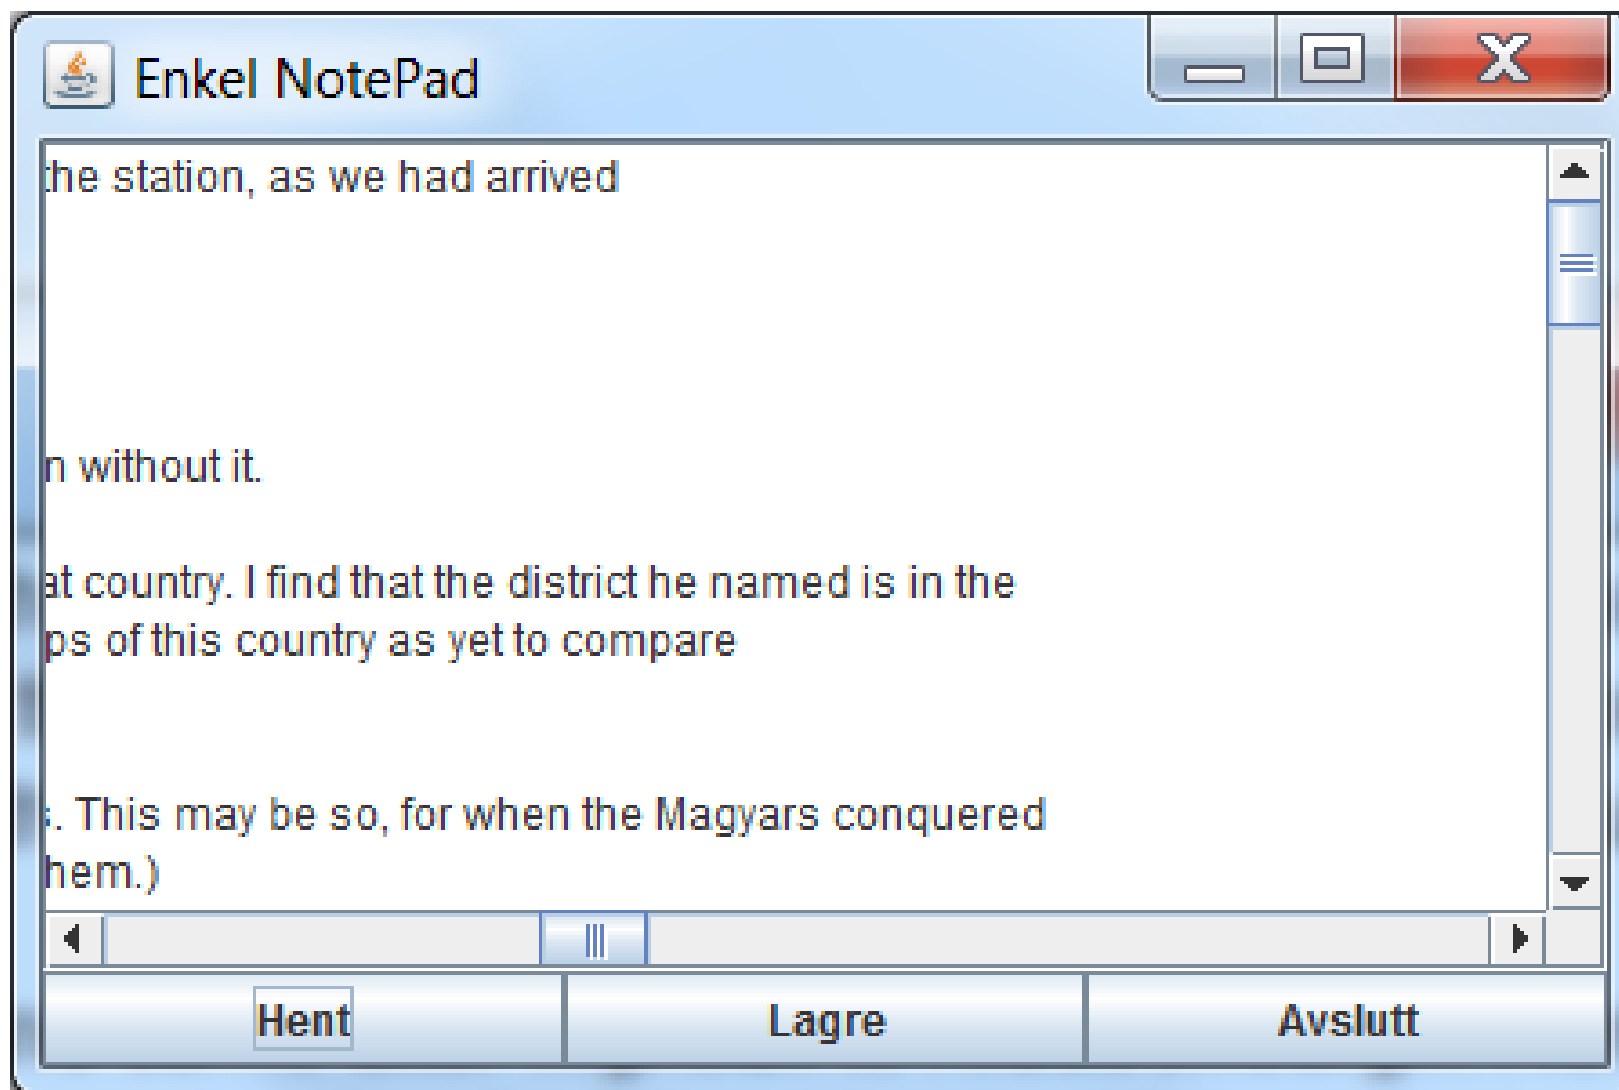 Enkel NotePad
the station, as we had arrived
n without it.
at country. I find that the district he named is in the
ps of this country as yet to compare
. This may be so, for when the Magyars conquered
hem.)
Hent
Lagre
Avslutt